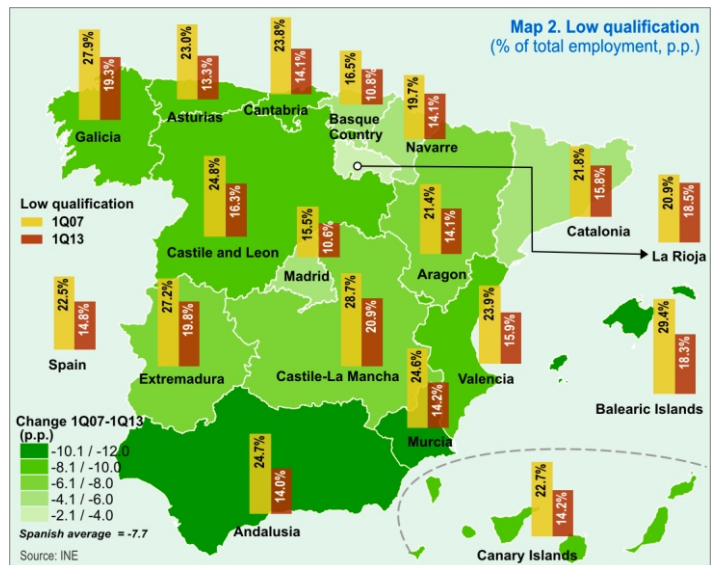 Map 2. Low qualification
(% of total employment, p.p.)
27.9%
19.3%
Galicia
23.0%
13.3%
Asturias
23.8%
14.1%
Cantabria
16.5%
10.8%
Basque
Country
19.7%
14.1%
Navarre
24.8%
16.3%
Castile and Leon
21.8%
15.8%
Catalonia
20.9%
18.5%
La Rioja
Low qualification
1Q07
1Q13
15.5%
10.6%
Madrid
21.4%
14.1%
Aragon
22.5%
14.8%
Spain
27.2%
19.8%
Extremadura
28.7%
20.9%
Castile-La Mancha
23.9%
15.9%
Valencia
29.4%
18.3%
Balearic Islands
24.6%
14.2%
Murcia
Change 1Q07-1Q13
(p.p.)
-10.1 / -12.0
-8.1 / -10.0
-6.1 / -8.0
-4.1 / -6.0
-2.1 / -4.0
Spanish average = -7.7
Source: INE
24.7%
14.0%
Andalusia
22.7%
14.2%
Canary Islands